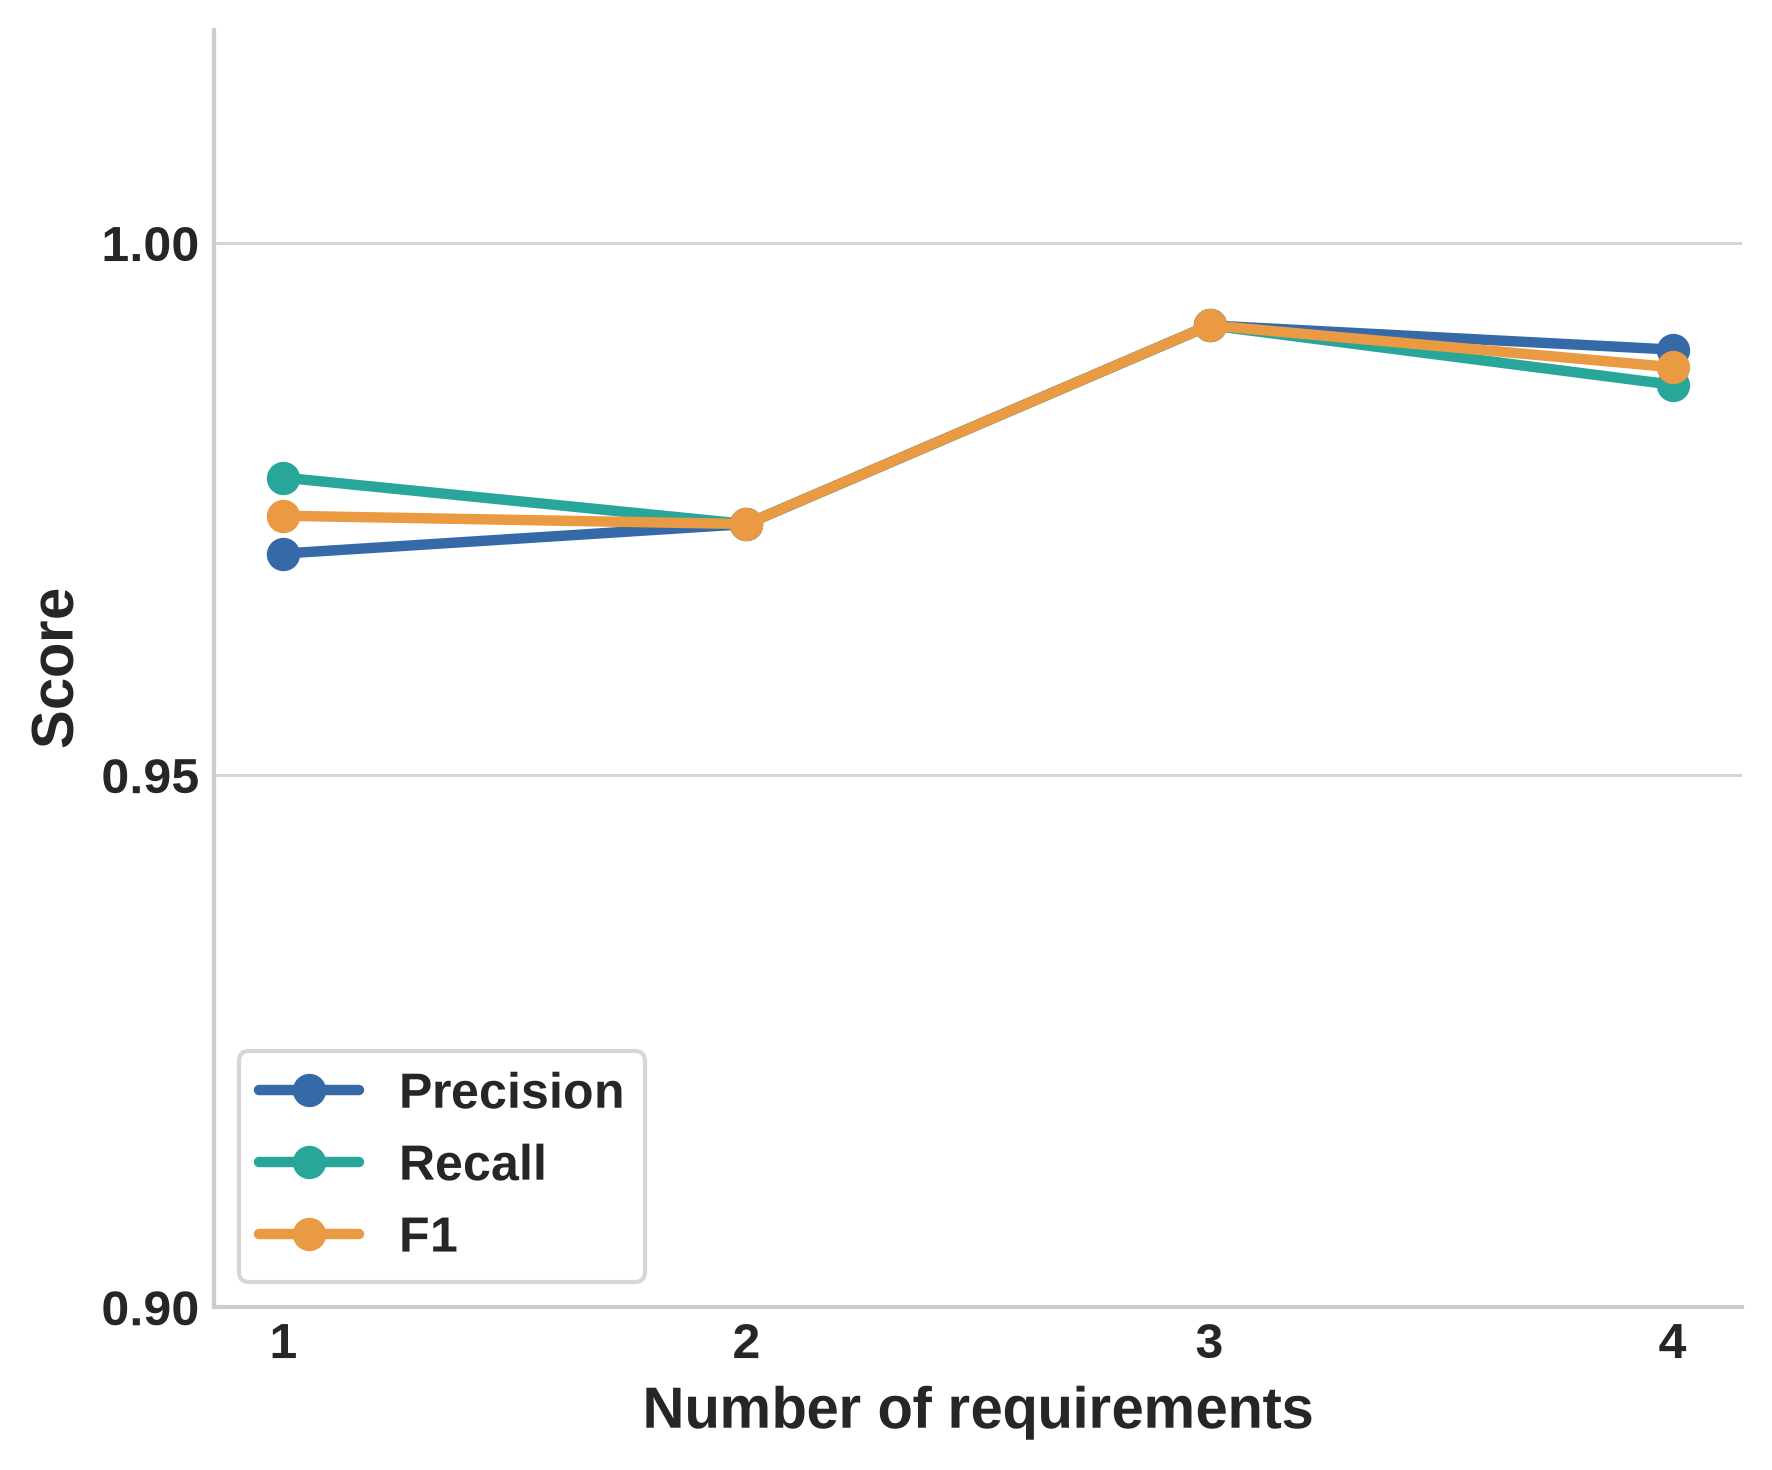 1.00
0.95
0.90
Score
Precision
Recall
F1
1 2 3 4
Number of requirements